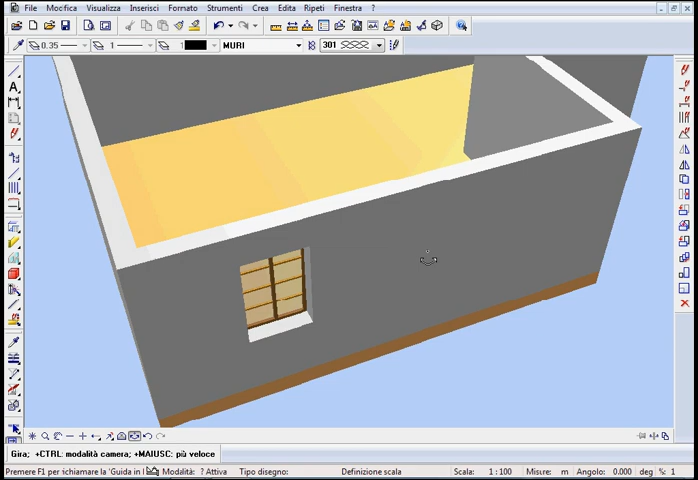 File Modifica Visualizza Inserisci Formato Strumenti Crea Edita Ripeti Finestra ?
0.35 1 1 MURI 301
A
Gira; +CTRL: modalità camera; +MAIUSC: più veloce
Premere F1 per richiamare la 'Guida in l Modalità: ? Attiva Tipo disegno: Definizione scala Scala: 1 : 100 Misure: m Angolo: 0.000 deg %: 1